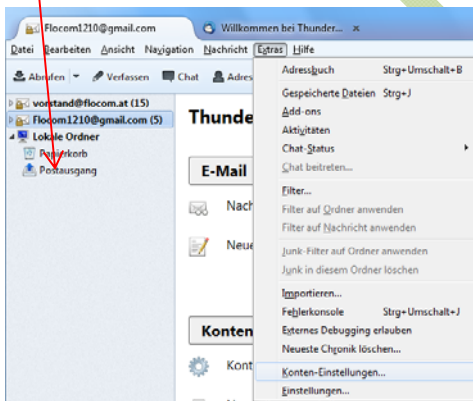 Flocom1210@gmail.com Willkommen bei Thunder... ×
Datei Bearbeiten Ansicht Navigation Nachricht Extras Hilfe
Abrufen Verfassen Chat Adres
vorstand@flocom.at (15)
Flocom1210@gmail.com (5)
Lokale Ordner
Papierkorb
Postausgang
Thunde
E-Mail
Nach
Neue
Konten
Kont
Adressbuch Strg+Umschalt+B
Gespeicherte Dateien Strg+J
Add-ons
Aktivitäten
Chat-Status
Chat beitreten...
Filter...
Filter auf Ordner anwenden
Filter auf Nachricht anwenden
Junk-Filter auf Ordner anwenden
Junk in diesem Ordner löschen
Importieren...
Fehlerkonsole Strg+Umschalt+J
Externes Debugging erlauben
Neueste Chronik löschen...
Konten-Einstellungen...
Einstellungen...